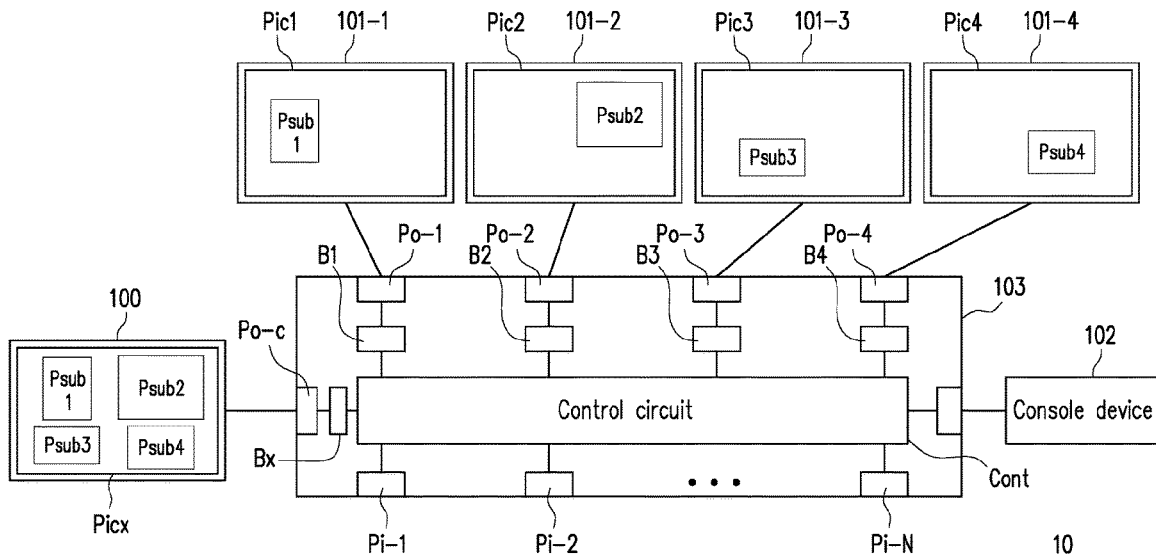 Pic1 101-1 Pic2 101-2 Pic3 101-3 Pic4 101-4
Psub
1
Psub2
Psub3
Psub4
Po-1 Po-2 Po-3 Po-4
B1 B2 B3 B4
100
Po-c
103
102
Psub
1
Psub2
Psub3
Psub4
Control circuit
Console device
Bx
Cont
Picx
Pi-1 Pi-2 Pi-N
10